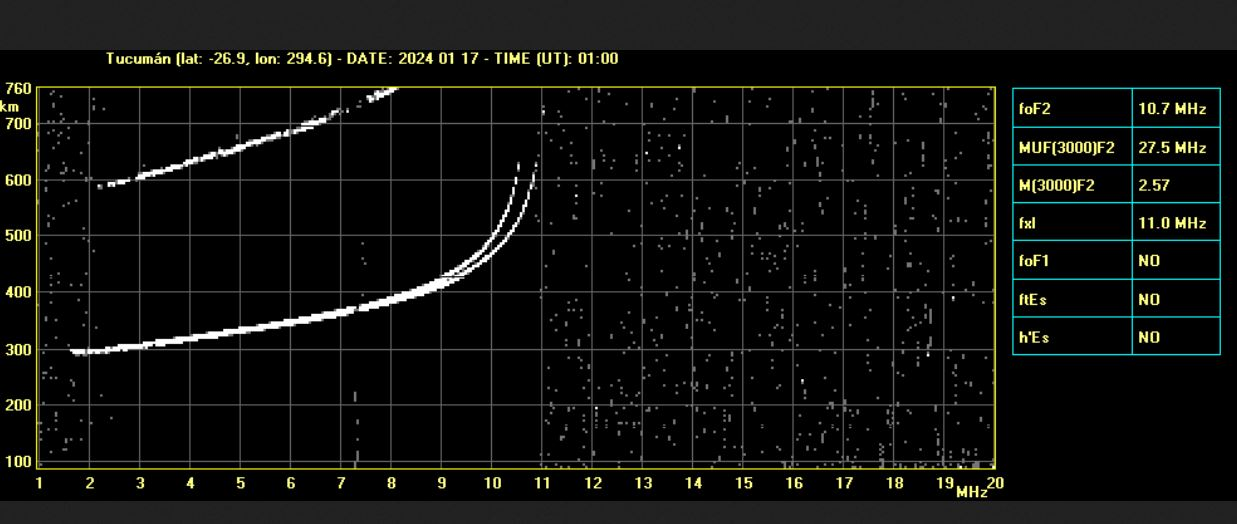 Tucumán (lat: -26.9, lon: 294.6) - DATE: 2024 01 17 - TIME (UT): 01:00
760
km
700
600
500
400
300
200
100
1 2 3 4 5 6 7 8 9 10 11 12 13 14 15 16 17 18 19 MHz 20
foF2 10.7 MHz
MUF(3000)F2 27.5 MHz
M(3000)F2 2.57
fxI 11.0 MHz
foF1 NO
ftEs NO
h'Es NO